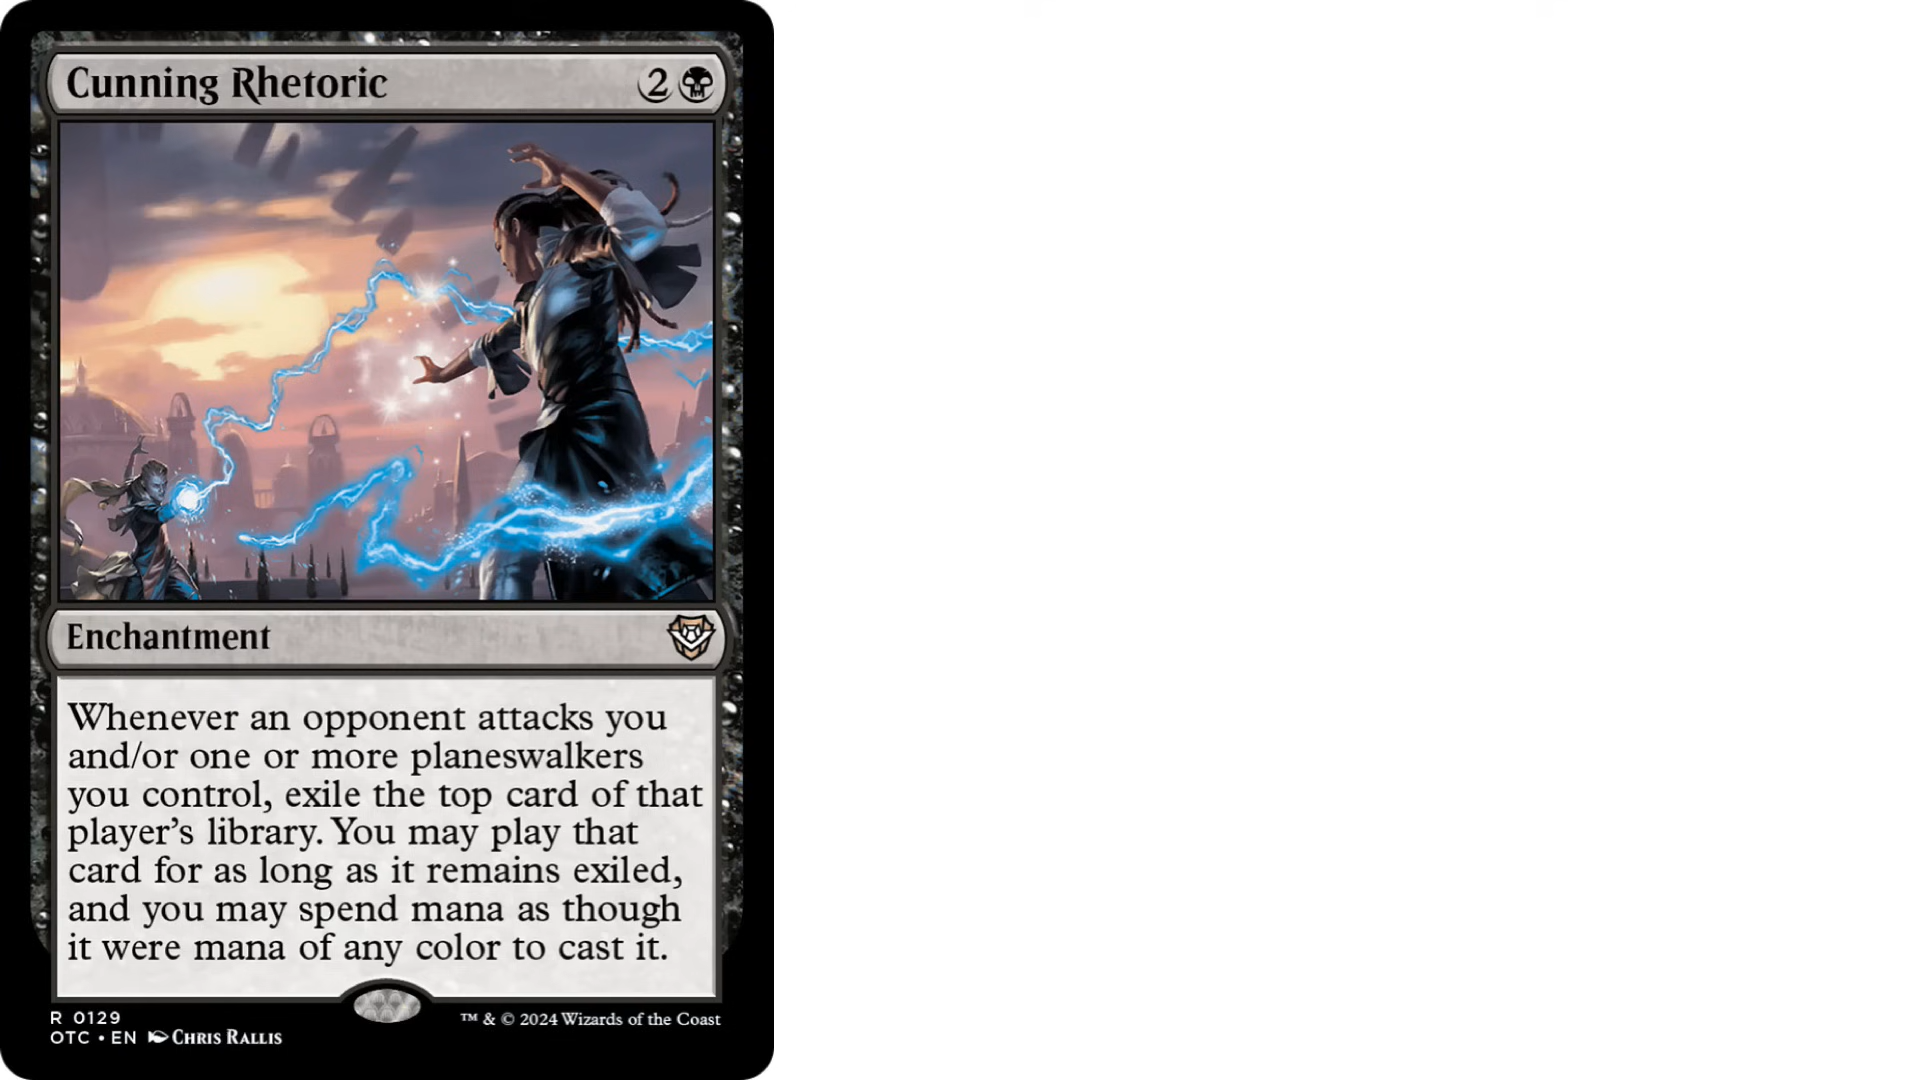 Cunning Rhetoric 2
Enchantment
Whenever an opponent attacks you
and/or one or more planeswalkers
you control, exile the top card of that
player's library. You may play that
card for as long as it remains exiled,
and you may spend mana as though
it were mana of any color to cast it.
R 0129
OTC • EN CHRIS RALLIS
™ & © 2024 Wizards of the Coast